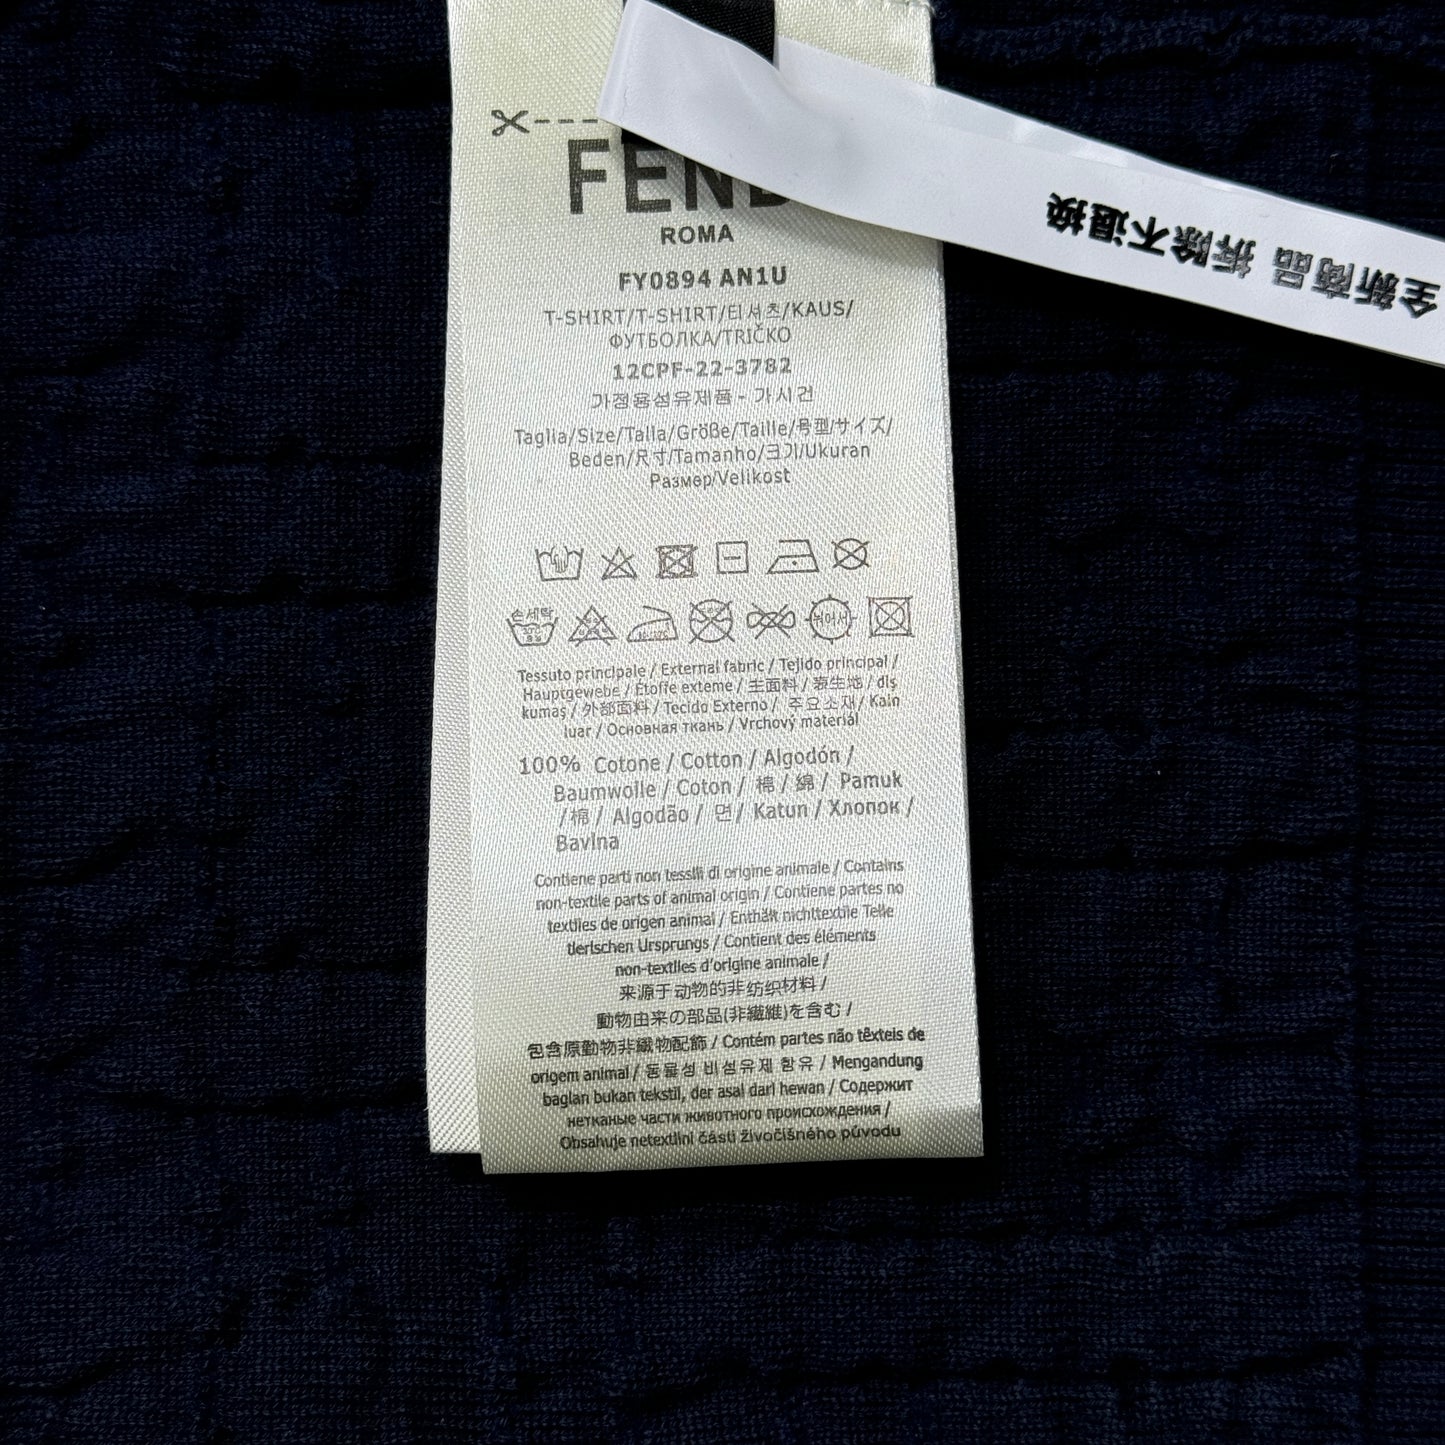 FEND
ROMA
FY0894 AN1U
T-SHIRT/T-SHIRT/티셔츠/KAUS/
ФУТБОЛКА/TRIČKO
12CPF-22-3782
가정용섬유제품 - 가시건
Taglia/Size/Talla/Größe/Taille/号型/サイズ/
Beden/尺寸/Tamanho/크기/Ukuran
Размер/Velikost
손세탁
Tessuto principale / External fabric / Tejido principal /
Hauptgewebe / Etoffe exteme / 主面料 / 表生地 / dış
kumaş / 外部面料 / Tecido Externo / 주요소재 / Kain
luar / Основная ткань / Vrchový materiál
100% Cotone / Cotton / Algodón /
Baumwolle / Coton / 棉 / 綿 / Pamuk
/棉 / Algodão / 면 / Katun / Хлопок /
Bavlna
Contiene parti non tessili di origine animale / Contains
non-textile parts of animal origin / Contiene partes no
textiles de origen animal / Enthält nichttextile Teile
tierischen Ursprungs / Contient des éléments
non-textiles d'origine animale /
来源于动物的非纺织材料 /
動物由来の部品(非繊維)を含む /
包含原動物非纖物配飾 / Contém partes não têxteis de
origem animal / 동물성 비섬유제 함유 / Mengandung
bagian bukan tekstil, der asal dari hewan / Содержит
нетканые части животного происхождения /
Obsahuje netextilní části živočišného původu
全新商品 拆除不退换